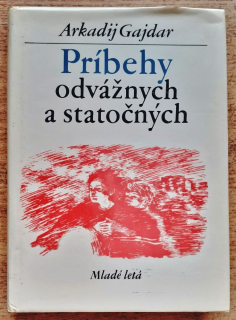 Arkadij Gajdar
Príbehy
odvážnych
a statočných
Mladé letá